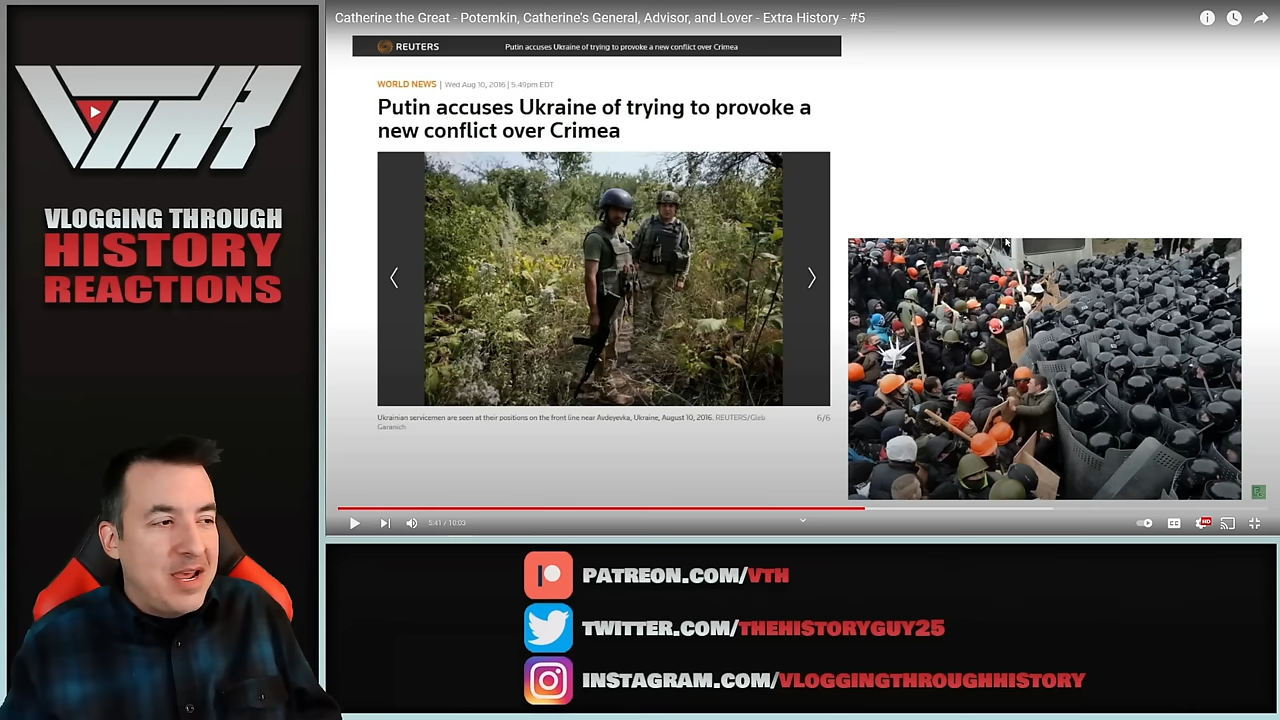 VTHR
VLOGGING THROUGH
HISTORY
REACTIONS
Catherine the Great - Potemkin, Catherine's General, Advisor, and Lover - Extra History - #5
REUTERS
Putin accuses Ukraine of trying to provoke a new conflict over Crimea
WORLD NEWS | Wed Aug 10, 2016 | 5:49pm EDT
Putin accuses Ukraine of trying to provoke a
new conflict over Crimea
Ukrainian servicemen are seen at their positions on the front line near Avdeyevka, Ukraine, August 10, 2016. REUTERS/Gleb
Garanich
6/6
5:41 / 10:03
CC
HD
PATREON.COM/VTH
TWITTER.COM/THEHISTORYGUY25
INSTAGRAM.COM/VLOGGINGTHROUGHHISTORY